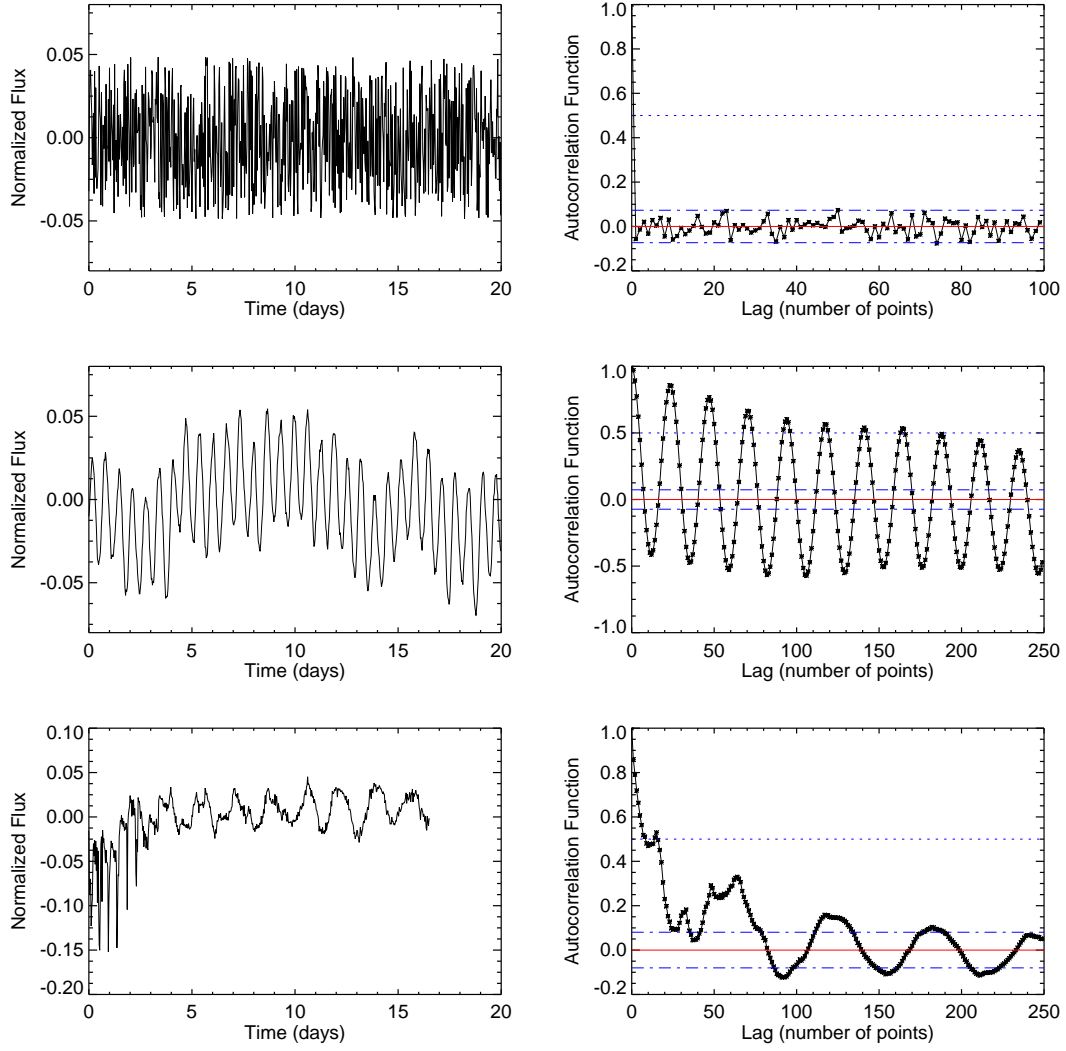 Normalized Flux
0.05
0.00
-0.05
0 5 10 15 20
Time (days)
Autocorrelation Function
1.0
0.8
0.6
0.4
0.2
0.0
-0.2
0 20 40 60 80 100
Lag (number of points)
Normalized Flux
0.05
0.00
-0.05
0 5 10 15 20
Time (days)
Autocorrelation Function
1.0
0.5
0.0
-0.5
-1.0
0 50 100 150 200 250
Lag (number of points)
Normalized Flux
0.10
0.05
0.00
-0.05
-0.10
-0.15
-0.20
0 5 10 15 20
Time (days)
Autocorrelation Function
1.0
0.8
0.6
0.4
0.2
0.0
-0.2
0 50 100 150 200 250
Lag (number of points)